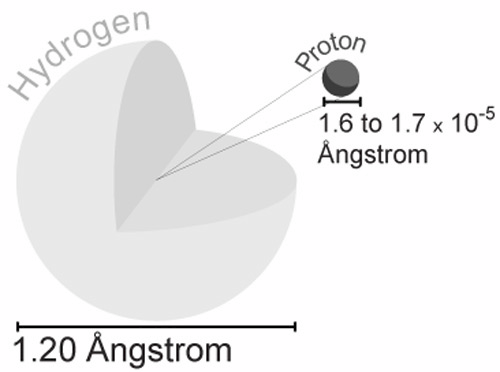 Hydrogen
Proton
1.6 to 1.7 x 10⁻⁵
Ångstrom
1.20 Ångstrom